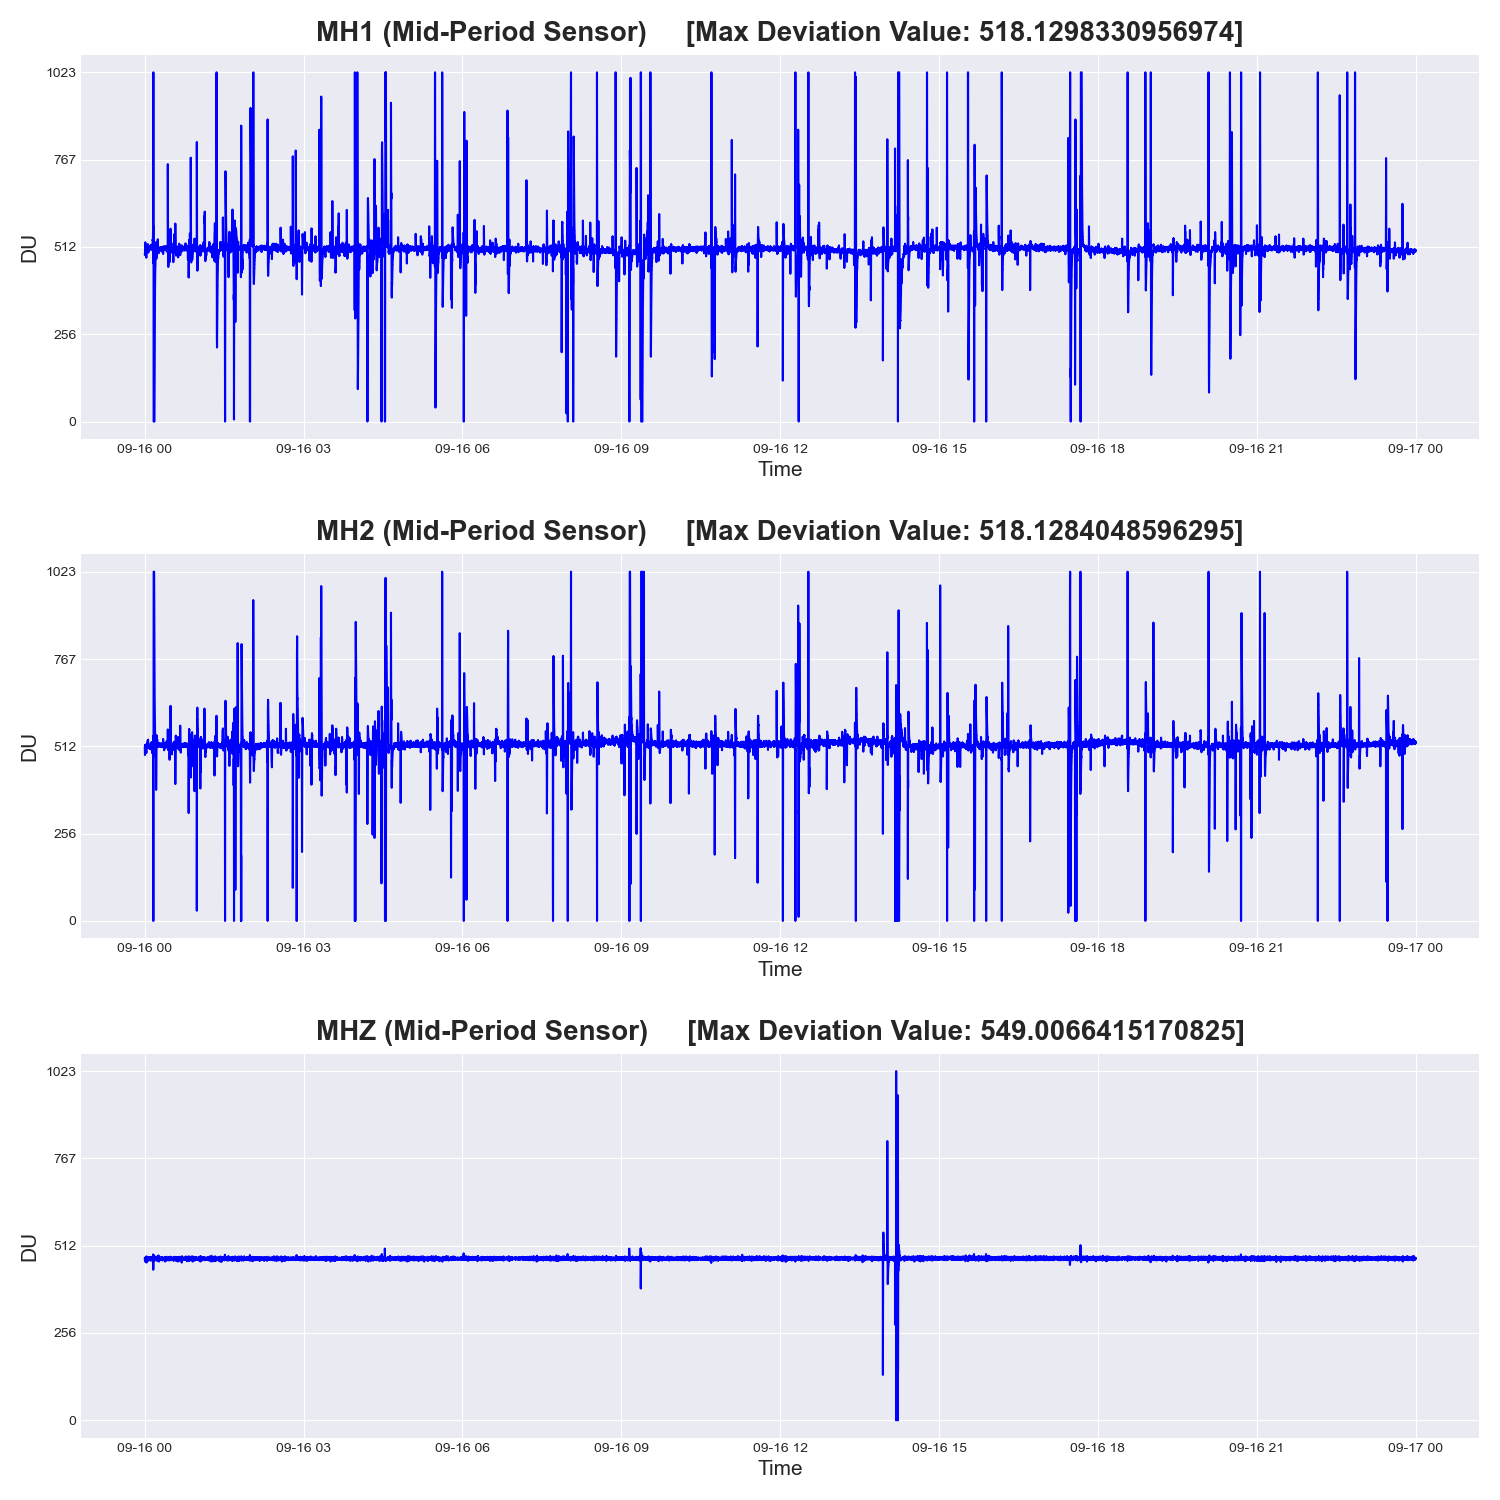 MH1 (Mid-Period Sensor) [Max Deviation Value: 518.1298330956974]
1023
767
512
256
0
DU
09-16 00 09-16 03 09-16 06 09-16 09 09-16 12 09-16 15 09-16 18 09-16 21 09-17 00
Time
MH2 (Mid-Period Sensor) [Max Deviation Value: 518.1284048596295]
1023
767
512
256
0
DU
09-16 00 09-16 03 09-16 06 09-16 09 09-16 12 09-16 15 09-16 18 09-16 21 09-17 00
Time
MHZ (Mid-Period Sensor) [Max Deviation Value: 549.0066415170825]
1023
767
512
256
0
DU
09-16 00 09-16 03 09-16 06 09-16 09 09-16 12 09-16 15 09-16 18 09-16 21 09-17 00
Time